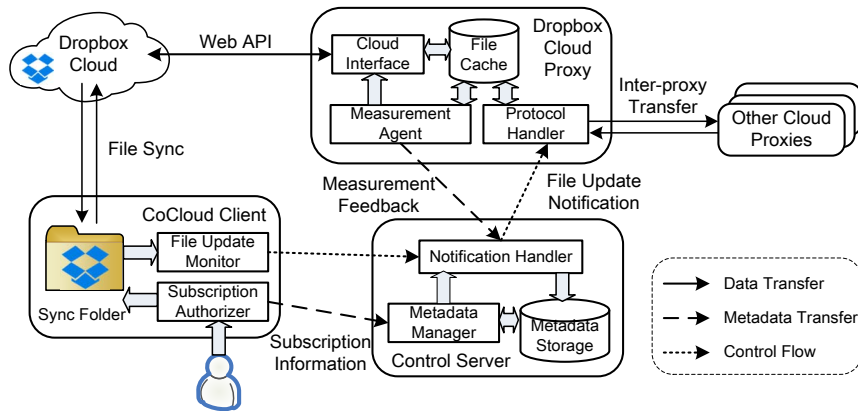 Dropbox
Cloud
Web API
Cloud
Interface
File
Cache
Dropbox
Cloud
Proxy
Measurement
Agent
Protocol
Handler
Inter-proxy
Transfer
Other Cloud
Proxies
File Sync
Measurement
Feedback
File Update
Notification
CoCloud Client
File Update
Monitor
Sync Folder
Subscription
Authorizer
Subscription
Information
Notification Handler
Metadata
Manager
Metadata
Storage
Control Server
Data Transfer
Metadata Transfer
Control Flow